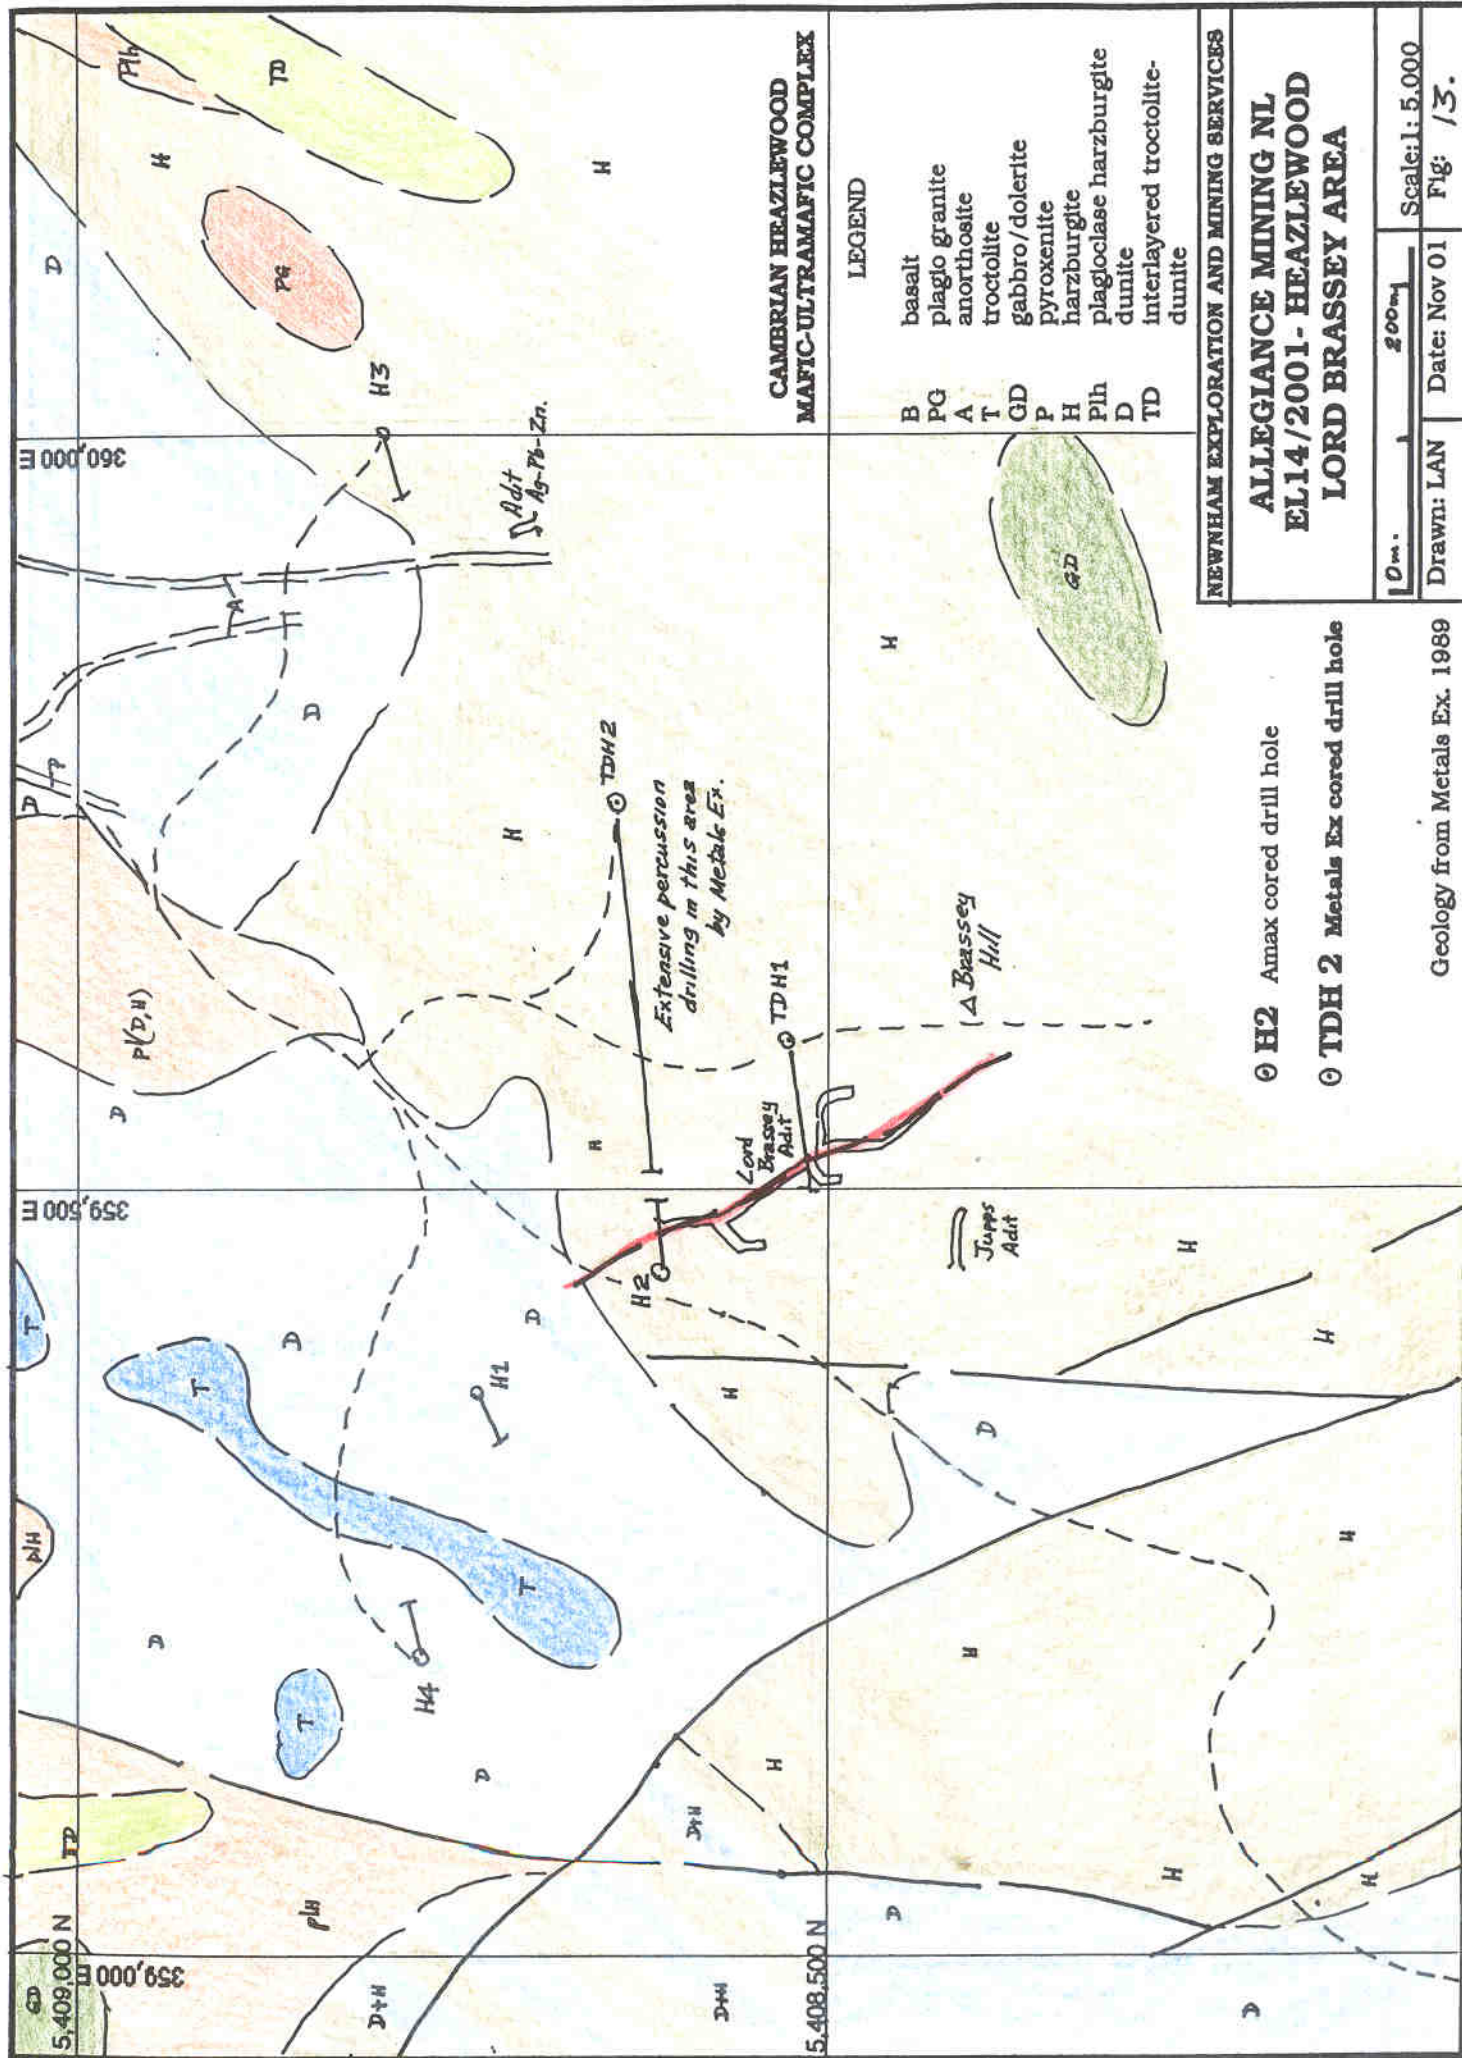 GD
5,409,000 N
359,000 E
TD
plH
plH
T
359,500 E
D
P
D
360,000 E
Plh
TD
H
D
PG
H3
A
D
P(D,H)
D
D
T
D
T
H4
D
H1
T
D
D+H
D+H
H
H
Adit
Ag-Pb-Zn.
H
TDH2
Extensive percussion
drilling in this area
by Metals Ex.
H
H2
Lord
Brassey
Adit
TDH1
H
D+H
H
5,408,500 N
D
D
H
Jupps
Adit
Δ Brassey
Hill
H
GD
H
H
H
H
H
D
CAMBRIAN HEAZLEWOOD
MAFIC-ULTRAMAFIC COMPLEX
LEGEND
B basalt
PG plagio granite
A anorthosite
T troctolite
GD gabbro/dolerite
P pyroxenite
H harzburgite
Plh plagioclase harzburgite
D dunite
TD interlayered troctolite-
dunite
H2 Amax cored drill hole
TDH 2 Metals Ex cored drill hole
Geology from Metals Ex. 1989
NEWNHAM EXPLORATION AND MINING SERVICES
ALLEGIANCE MINING NL
EL14/2001 - HEAZLEWOOD
LORD BRASSEY AREA
0m. 200m
Scale: 1: 5,000
Drawn: LAN
Date: Nov 01
Fig: 13.